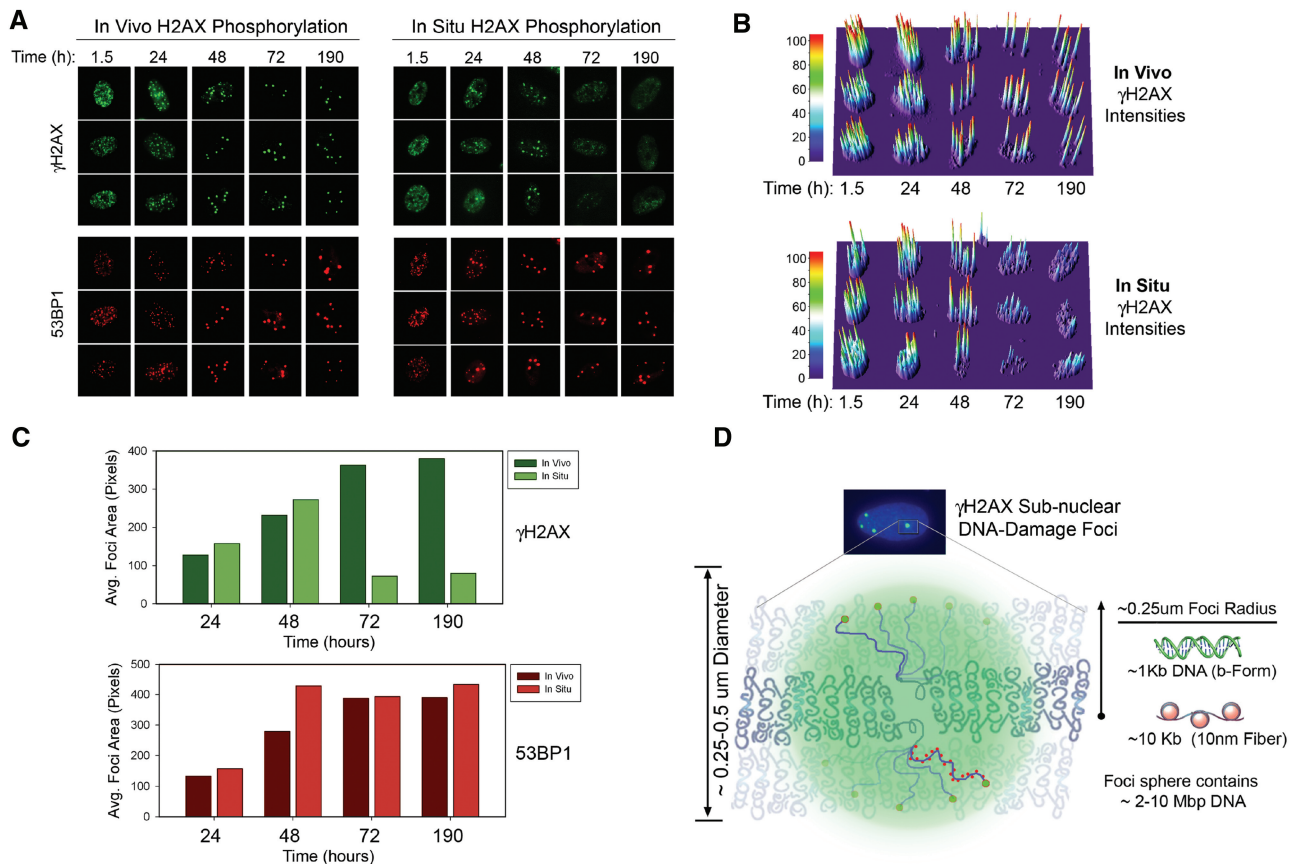 A
In Vivo H2AX Phosphorylation
In Situ H2AX Phosphorylation
Time (h): 1.5 24 48 72 190
1.5 24 48 72 190
γH2AX
53BP1
B
100
80
60
40
20
0
In Vivo
γH2AX
Intensities
Time (h): 1.5 24 48 72 190
100
80
60
40
20
0
In Situ
γH2AX
Intensities
Time (h): 1.5 24 48 72 190
C
Avg. Foci Area (Pixels)
400
300
200
100
0
24 48 72 190
Time (hours)
In Vivo
In Situ
γH2AX
Avg. Foci Area (Pixels)
500
400
300
200
100
0
24 48 72 190
Time (hours)
In Vivo
In Situ
53BP1
D
γH2AX Sub-nuclear
DNA-Damage Foci
~ 0.25-0.5 um Diameter
~0.25um Foci Radius
~1Kb DNA (b-Form)
~10 Kb (10nm Fiber)
Foci sphere contains
~ 2-10 Mbp DNA